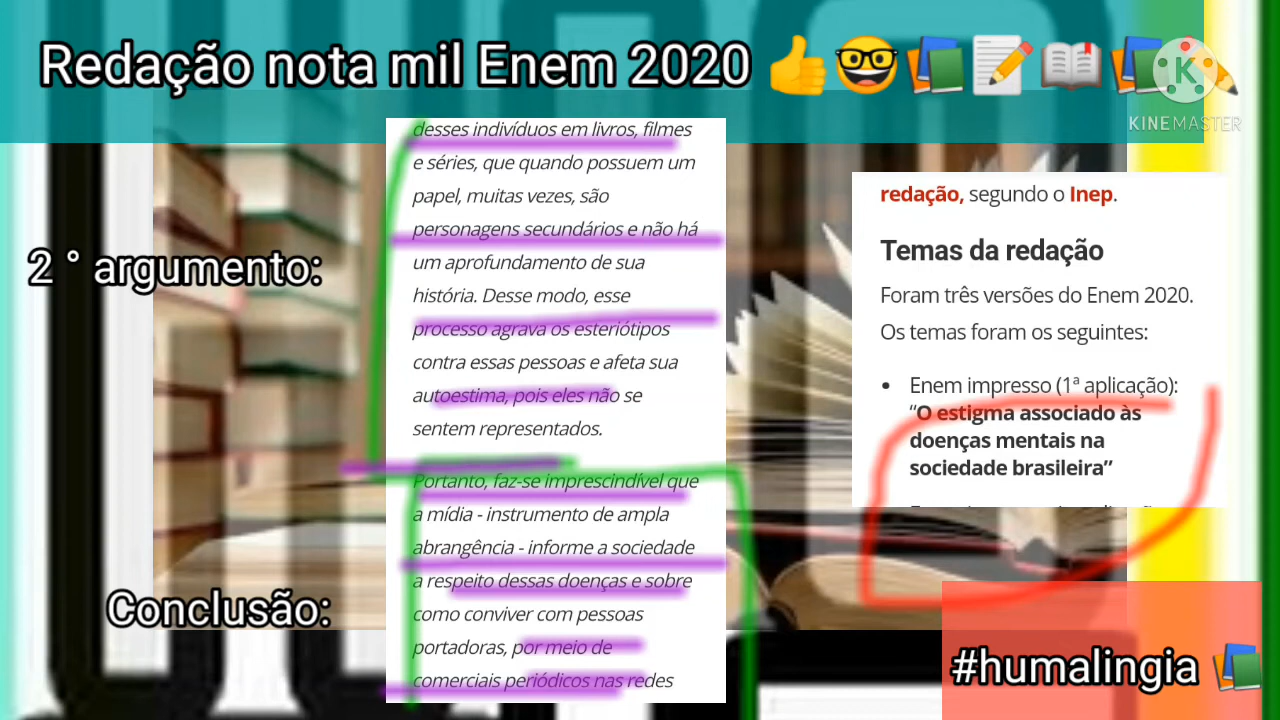 Redação nota mil Enem 2020 👍🤓📚📝📖📚✏️
KINEMASTER
desses indivíduos em livros, filmes
e séries, que quando possuem um
papel, muitas vezes, são
personagens secundários e não há
um aprofundamento de sua
história. Desse modo, esse
processo agrava os esteriótipos
contra essas pessoas e afeta sua
autoestima, pois eles não se
sentem representados.
2 ° argumento:
Portanto, faz-se imprescindível que
a mídia - instrumento de ampla
abrangência - informe a sociedade
a respeito dessas doenças e sobre
como conviver com pessoas
portadoras, por meio de
comerciais periódicos nas redes
Conclusão:
redação, segundo o Inep.
Temas da redação
Foram três versões do Enem 2020.
Os temas foram os seguintes:
• Enem impresso (1ª aplicação):
“O estigma associado às
doenças mentais na
sociedade brasileira”
#humalingia 📚